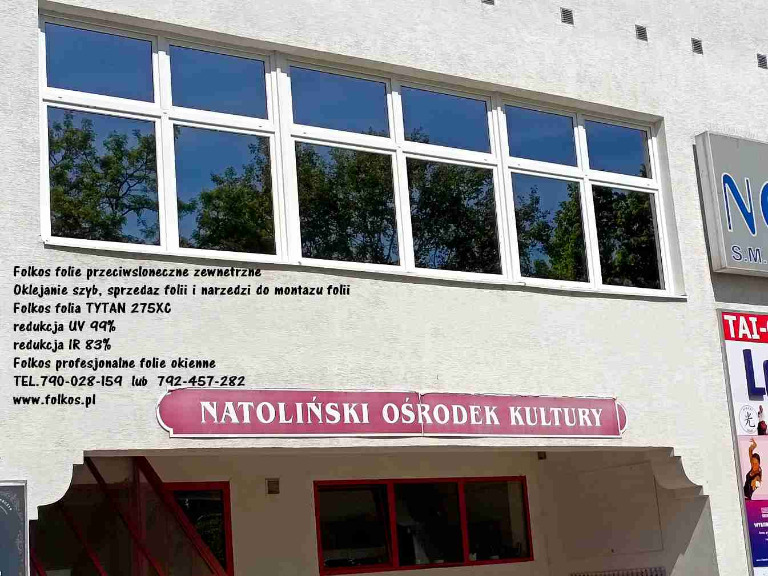 Folkos folie przeciwsloneczne zewnetrzne
Oklejanie szyb, sprzedaz folii i narzedzi do montazu folii
Folkos folia TYTAN 275XC
redukcja UV 99%
redukcja IR 83%
Folkos profesjonalne folie okienne
TEL.790-028-159 lub 792-457-282
www.folkos.pl
NATOLIŃSKI OŚRODEK KULTURY
S.M.
TAI-
光